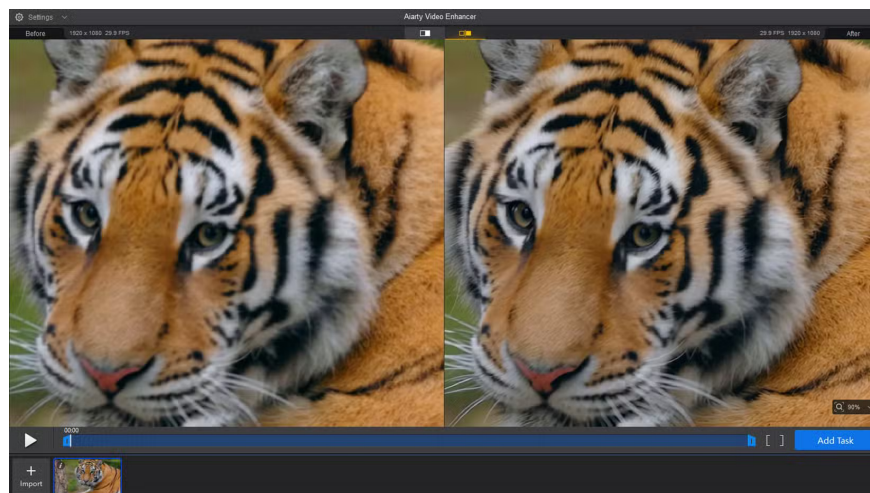 Settings
Aiarty Video Enhancer
Before
1920 x 1080 29.9 FPS
29.9 FPS 1920 x 1080
After
90%
00:00
[ ]
Add Task
+
Import